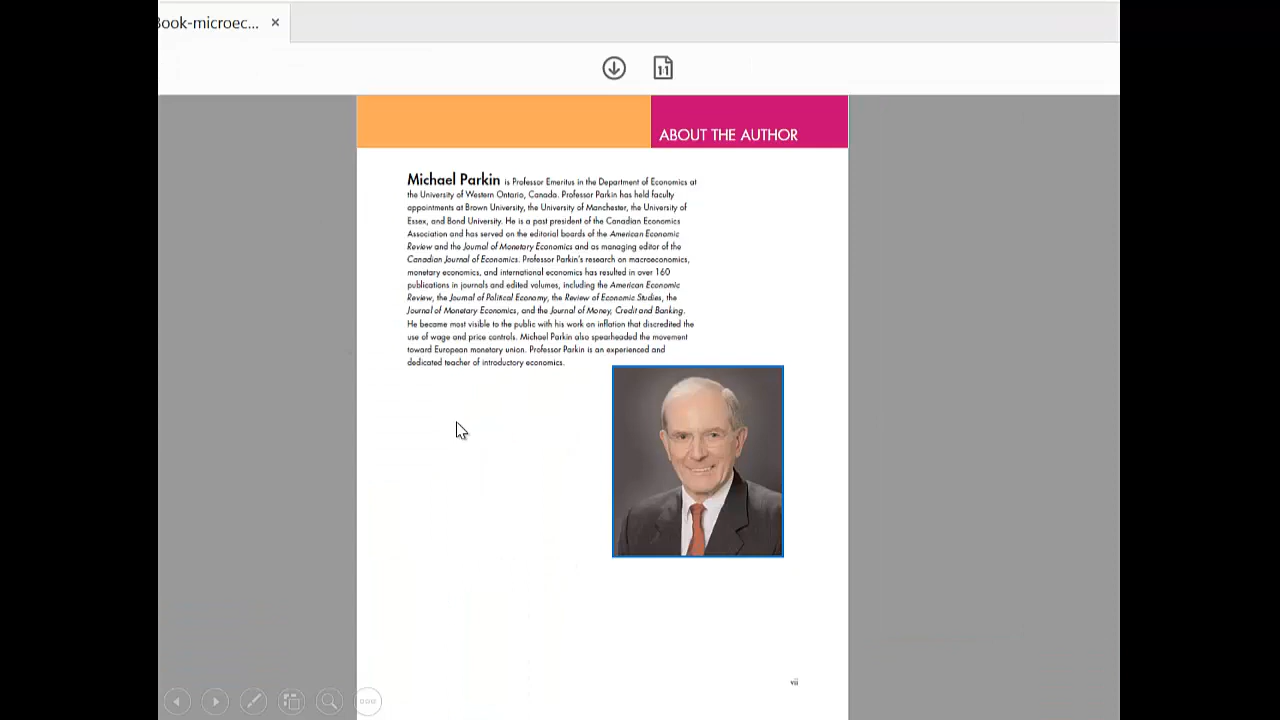 Book-microec...
ABOUT THE AUTHOR
Michael Parkin is Professor Emeritus in the Department of Economics at
the University of Western Ontario, Canada. Professor Parkin has held faculty
appointments at Brown University, the University of Manchester, the University of
Essex, and Bond University. He is a past president of the Canadian Economics
Association and has served on the editorial boards of the American Economic
Review and the Journal of Monetary Economics and as managing editor of the
Canadian Journal of Economics. Professor Parkin's research on macroeconomics,
monetary economics, and international economics has resulted in over 160
publications in journals and edited volumes, including the American Economic
Review, the Journal of Political Economy, the Review of Economic Studies, the
Journal of Monetary Economics, and the Journal of Money, Credit and Banking.
He became most visible to the public with his work on inflation that discredited the
use of wage and price controls. Michael Parkin also spearheaded the movement
toward European monetary union. Professor Parkin is an experienced and
dedicated teacher of introductory economics.
vii